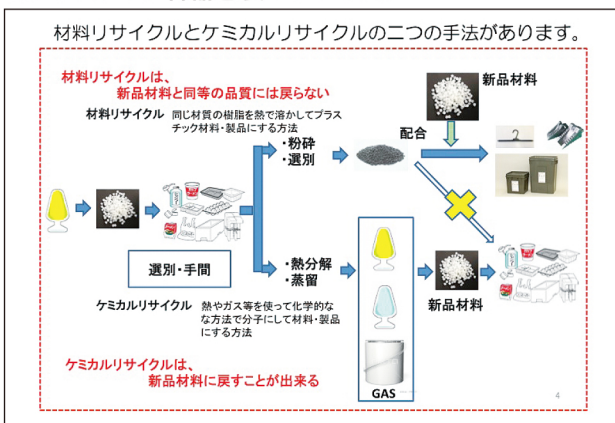 材料リサイクルとケミカルリサイクルの二つの手法があります。
材料リサイクルは、
新品材料と同等の品質には戻らない
新品材料
材料リサイクル 同じ材質の樹脂を熱で溶かしてプラス
チック材料・製品にする方法
配合
・粉砕
・選別
選別・手間
・熱分解
・蒸留
新品材料
ケミカルリサイクル 熱やガス等を使って化学的な
な方法で分子にして材料・製品
にする方法
ケミカルリサイクルは、
新品材料に戻すことが出来る
GAS
4